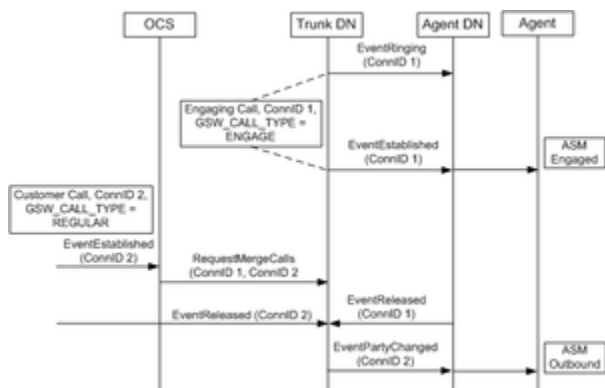 OCS
Trunk DN
Agent DN
Agent
EventRinging
(ConnID 1)
Engaging Call, ConnID 1,
GSW_CALL_TYPE =
ENGAGE
EventEstablished
(ConnID 1)
ASM
Engaged
Customer Call, ConnID 2,
GSW_CALL_TYPE =
REGULAR
EventEstablished
(ConnID 2)
RequestMergeCalls
(ConnID 1, ConnID 2
EventReleased (ConnID 2)
EventReleased
(ConnID 1)
EventPartyChanged
(ConnID 2)
ASM
Outbound